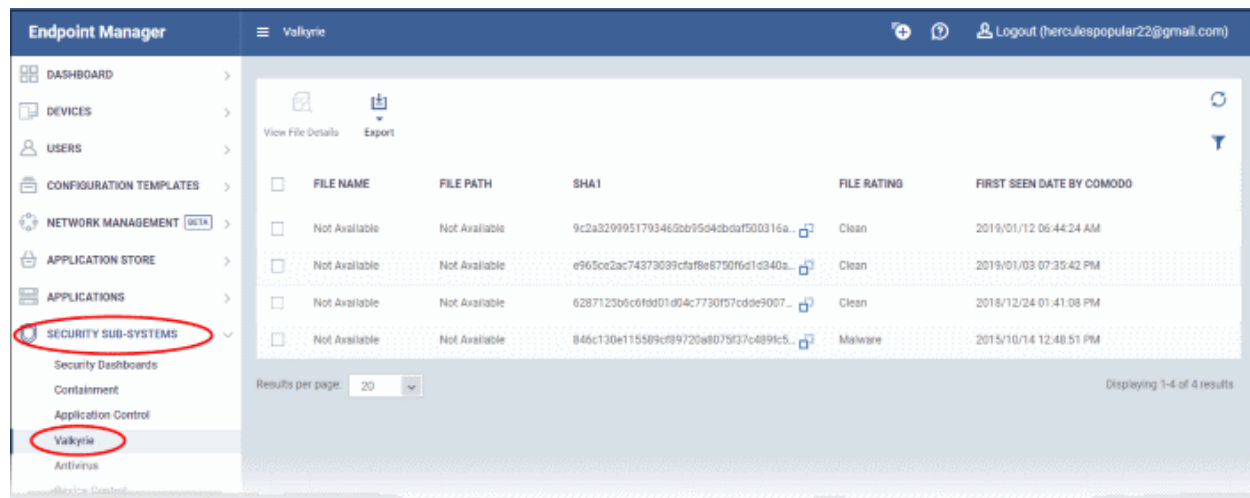 Endpoint Manager
Valkyrie
Logout (herculespopular22@gmail.com)
DASHBOARD
DEVICES
USERS
CONFIGURATION TEMPLATES
NETWORK MANAGEMENT BETA
APPLICATION STORE
APPLICATIONS
SECURITY SUB-SYSTEMS
Security Dashboards
Containment
Application Control
Valkyrie
Antivirus
Device Control
View File Details Export
FILE NAME FILE PATH SHA1 FILE RATING FIRST SEEN DATE BY COMODO
Not Available Not Available 9c2a3299951793465bb95d4dbdaf500316a... Clean 2019/01/12 06:44:24 AM
Not Available Not Available e965ce2ac74373039cfaf8e8750f6d1d340a... Clean 2019/01/03 07:35:42 PM
Not Available Not Available 6287125b6c6fdd01d04c7730f57cdde9007... Clean 2018/12/24 01:41:08 PM
Not Available Not Available 846c130e115589cf89720a8075f37c489fc5... Malware 2015/10/14 12:48:51 PM
Results per page: 20
Displaying 1-4 of 4 results